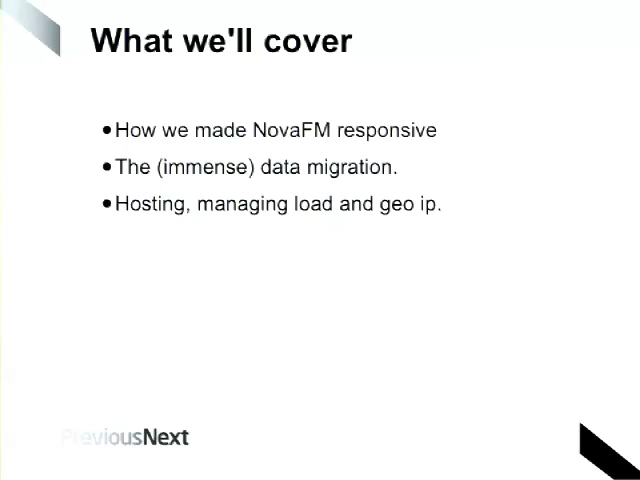 What we'll cover
•How we made NovaFM responsive
•The (immense) data migration.
•Hosting, managing load and geo ip.
PreviousNext